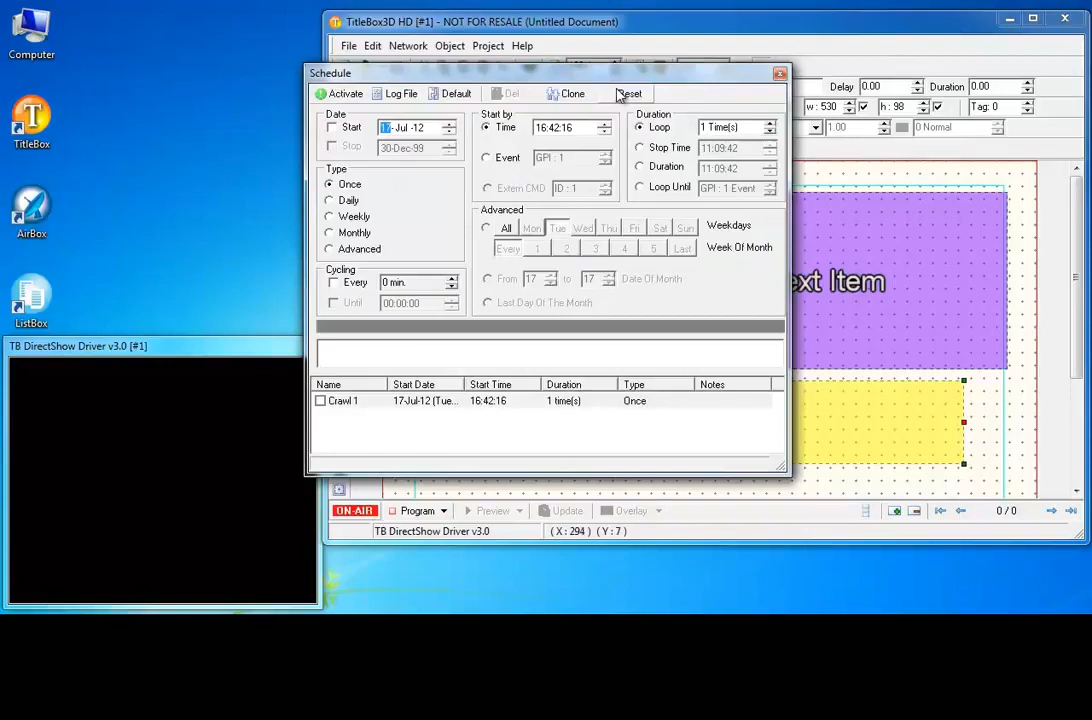 Computer
TitleBox
AirBox
ListBox
TB DirectShow Driver v3.0 [#1]
TitleBox3D HD [#1] - NOT FOR RESALE (Untitled Document)
File Edit Network Object Project Help
Delay 0.00 Duration 0.00
w : 530 h : 98 Tag: 0
1.00 0 Normal
Schedule
Activate Log File Default Del Clone Reset
Date
Start 17- Jul -12
Stop 30-Dec-99
Type
Once
Daily
Weekly
Monthly
Advanced
Cycling
Every 0 min.
Until 00:00:00
Start by
Time 16:42:16
Event GPI : 1
Extern CMD ID : 1
Duration
Loop 1 Time(s)
Stop Time 11:09:42
Duration 11:09:42
Loop Until GPI : 1 Event
Advanced
All Mon Tue Wed Thu Fri Sat Sun Weekdays
Every 1 2 3 4 5 Last Week Of Month
From 17 to 17 Date Of Month
Last Day Of The Month
Name Start Date Start Time Duration Type Notes
Crawl 1 17-Jul-12 (Tue... 16:42:16 1 time(s) Once
ext Item
ON-AIR Program Preview Update Overlay 0 / 0
TB DirectShow Driver v3.0 ( X : 294 ) ( Y : 7 )